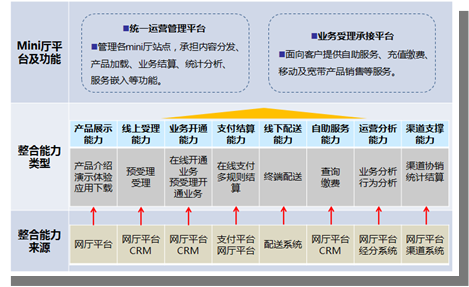 Mini厅平
台及功能
统一运营管理平台
管理各mini厅站点，承担内容分发、
产品加载、业务结算、统计分析、
服务嵌入等功能。
业务受理承接平台
面向客户提供自助服务、充值缴费、
移动及宽带产品销售等服务。
整合能力
类型
产品展示
能力
线上受理
能力
业务开通
能力
支付结算
能力
线下配送
能力
自助服务
能力
运营分析
能力
渠道支撑
能力
产品介绍
演示体验
应用下载
预受理
受理
在线开通
业务
预受理开
通业务
在线支付
多规则结
算
终端配送
查询
缴费
业务分析
行为分析
渠道协销
统计结算
整合能力
来源
网厅平台
网厅平台
CRM
网厅平台
CRM
支付平台
网厅平台
配送系统
网厅平台
CRM
网厅平台
经分系统
网厅平台
渠道系统